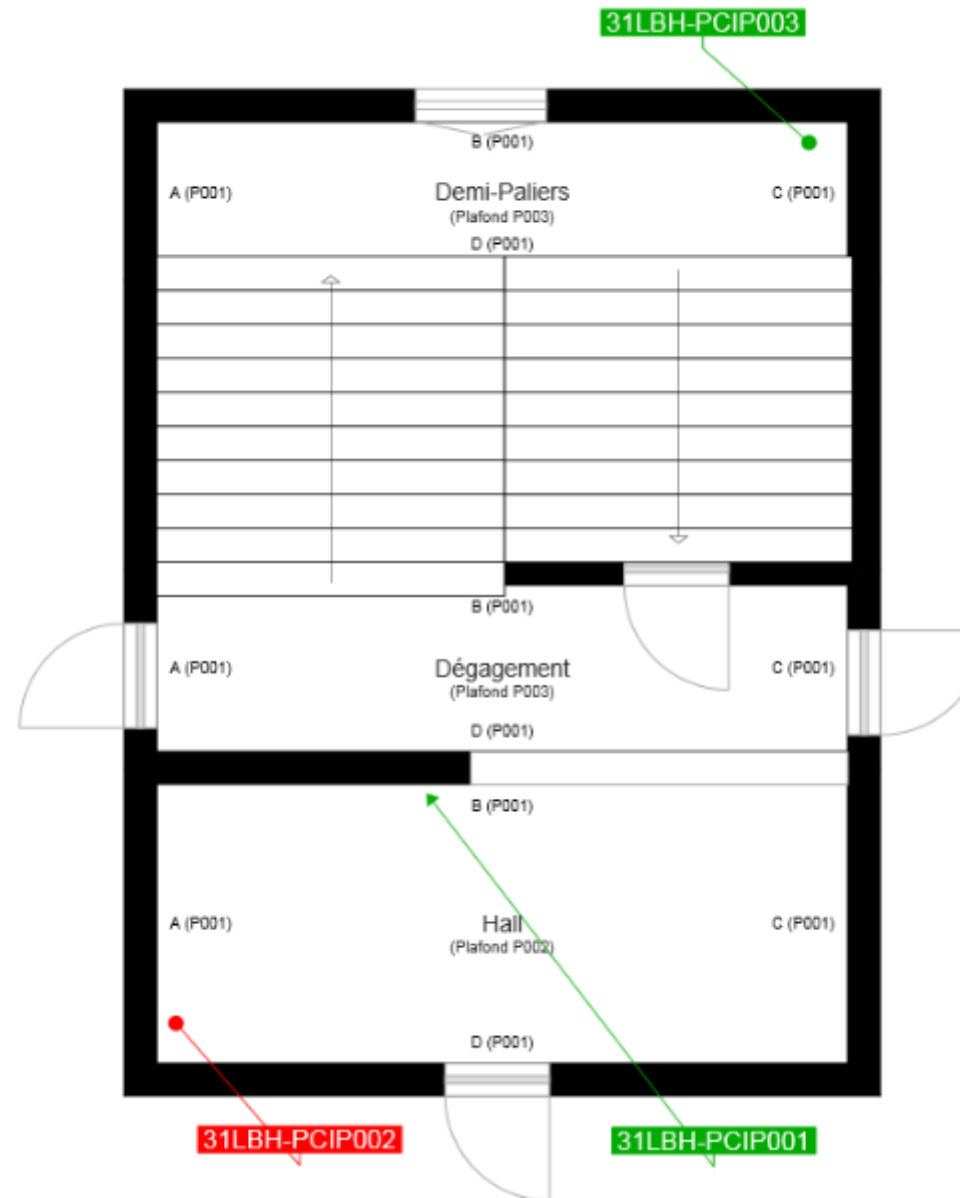 31LBH-PCIP003
B (P001)
A (P001)
Demi-Paliers
C (P001)
(Plafond P003)
D (P001)
B (P001)
A (P001)
Dégagement
C (P001)
(Plafond P003)
D (P001)
B (P001)
A (P001)
Hall
C (P001)
(Plafond P002)
D (P001)
31LBH-PCIP002
31LBH-PCIP001